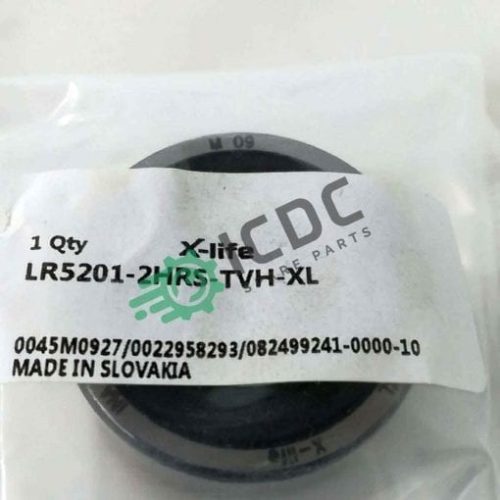 M 09
1 Qty X-life
LR5201-2HRS-TVH-XL
ICDC
SPARE PARTS
0045M0927/0022958293/082499241-0000-10
MADE IN SLOVAKIA
X-life